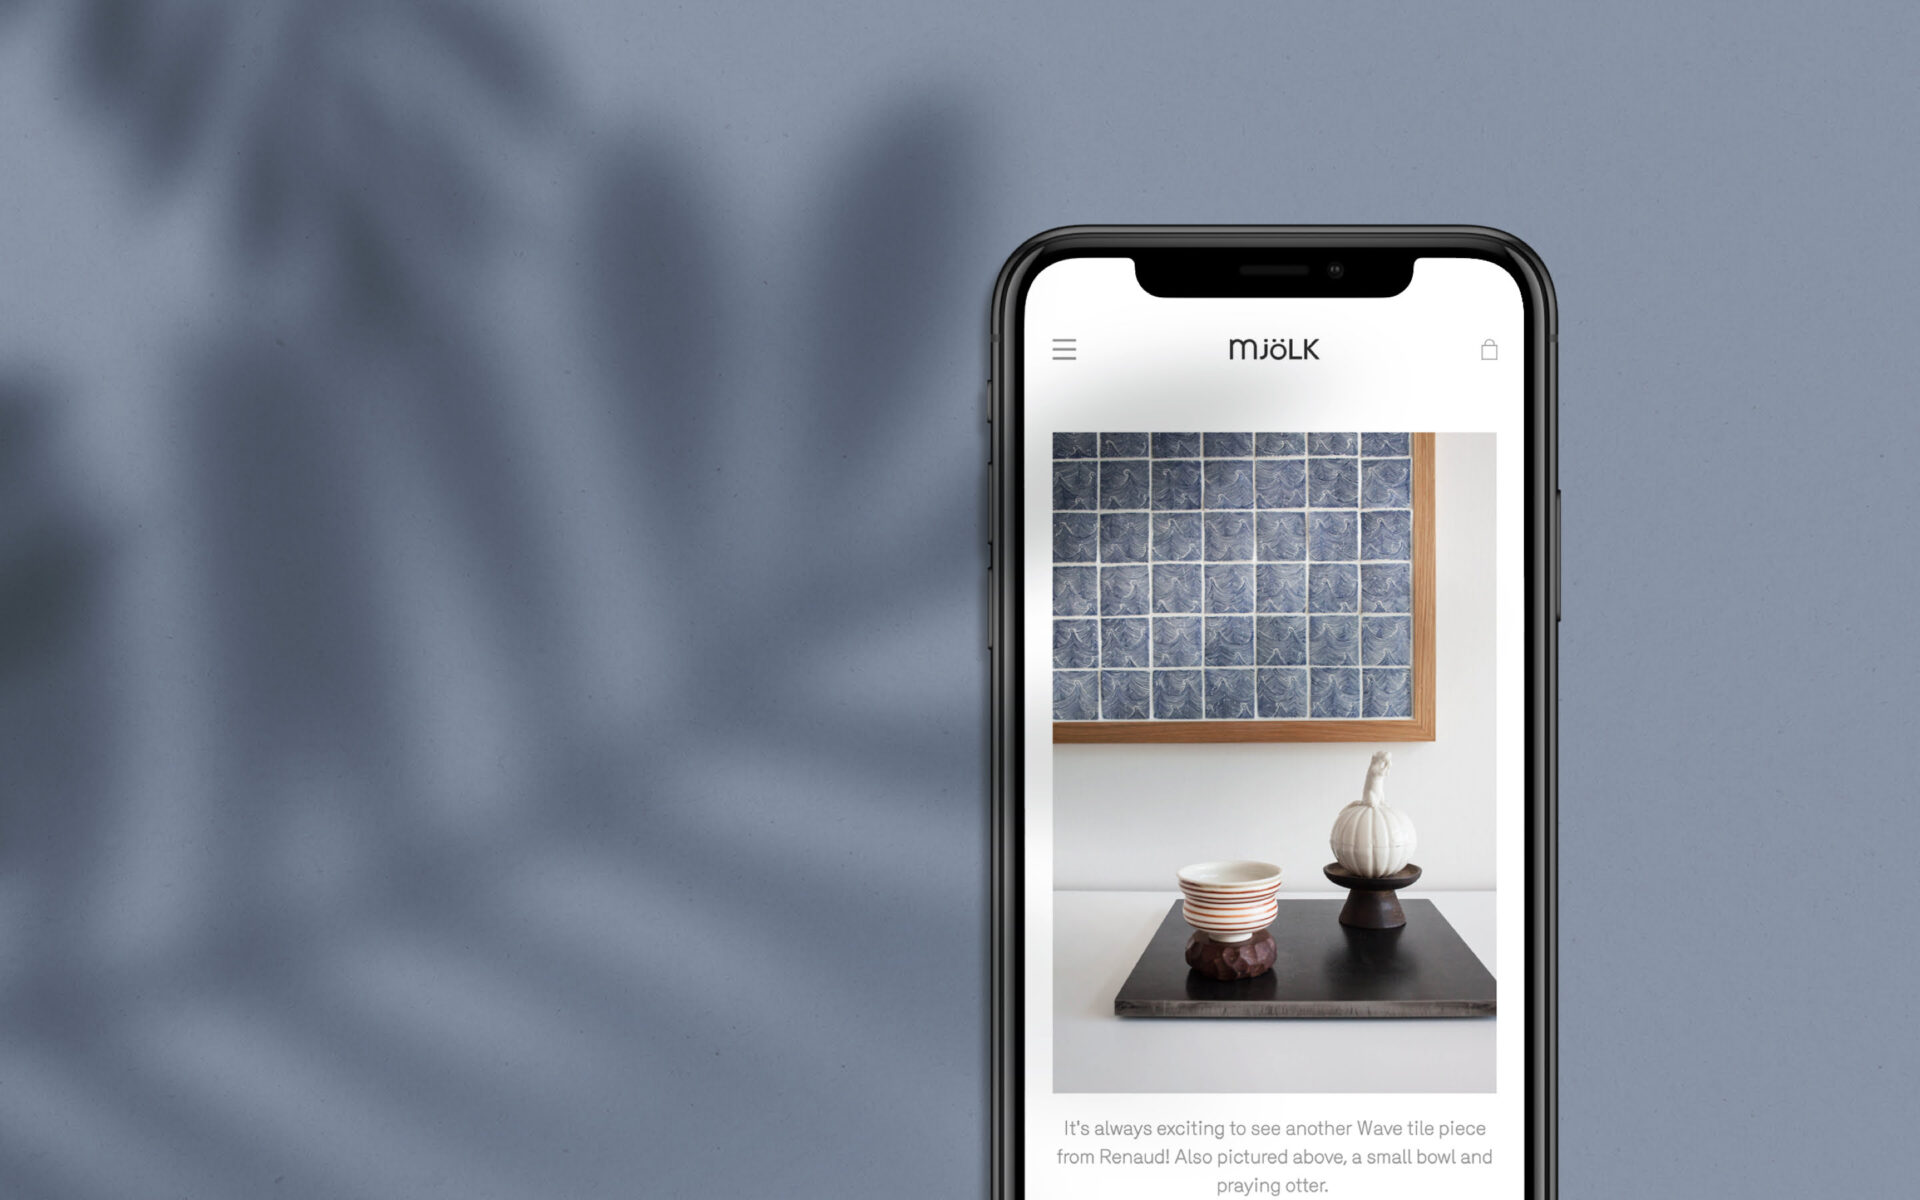 mjöLK
It's always exciting to see another Wave tile piece
from Renaud! Also pictured above, a small bowl and
praying otter.